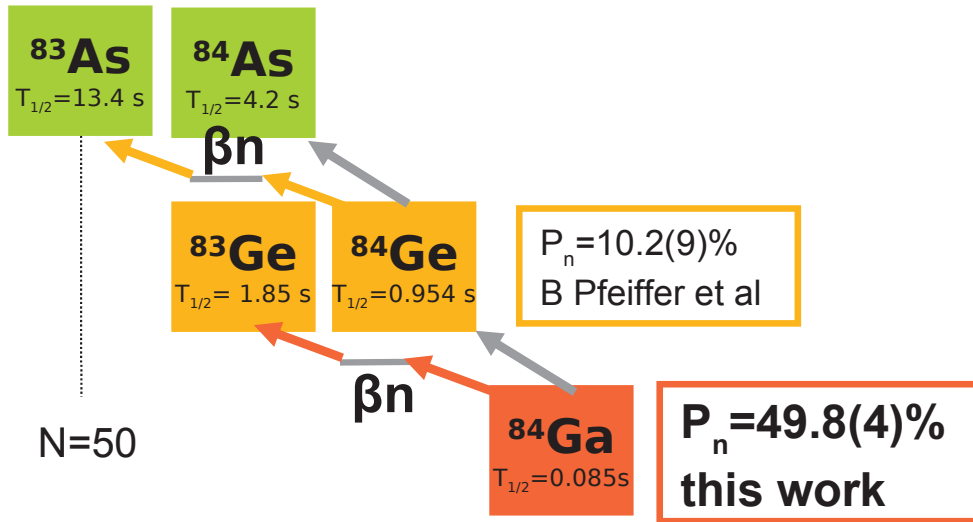 ⁸³As
T₁/₂=13.4 s
⁸⁴As
T₁/₂=4.2 s
βn
⁸³Ge
T₁/₂= 1.85 s
⁸⁴Ge
T₁/₂=0.954 s
Pₙ=10.2(9)%
B Pfeiffer et al
βn
N=50
⁸⁴Ga
T₁/₂=0.085s
Pₙ=49.8(4)%
this work